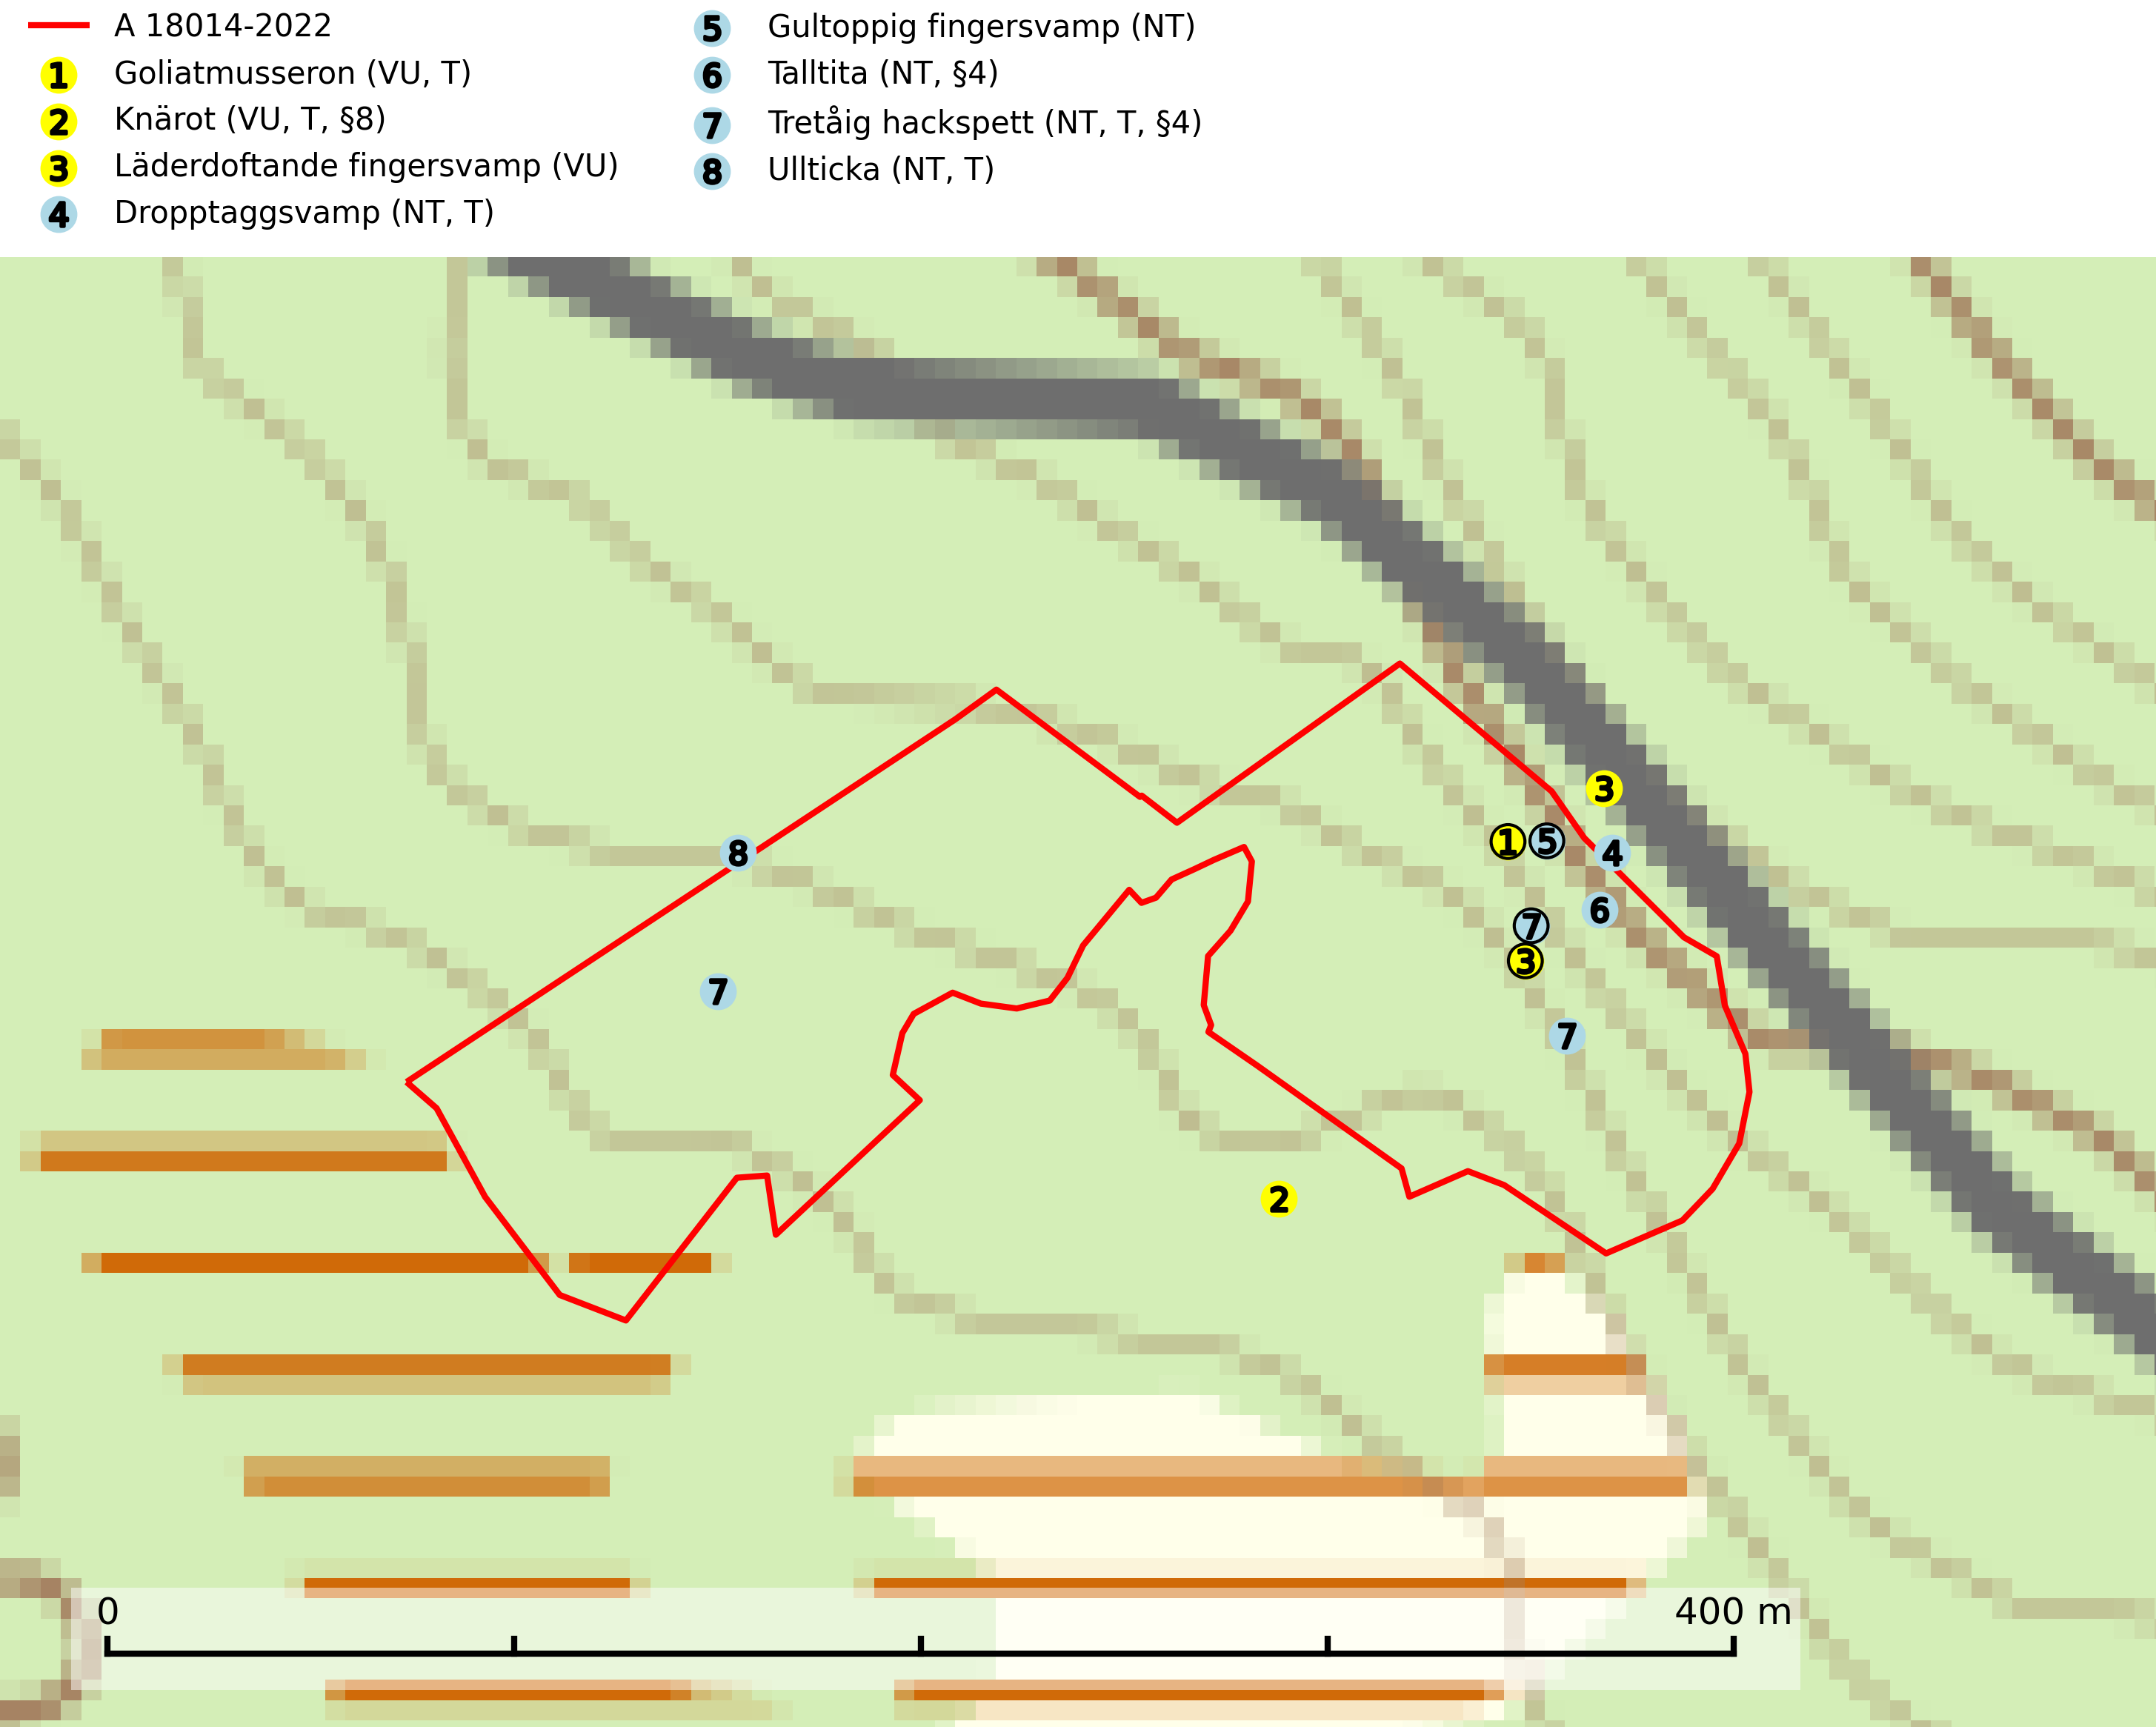 A 18014-2022
1 Goliatmusseron (VU, T)
2 Knärot (VU, T, §8)
3 Läderdoftande fingersvamp (VU)
4 Dropptaggsvamp (NT, T)
5 Gultoppig fingersvamp (NT)
6 Talltita (NT, §4)
7 Tretåig hackspett (NT, T, §4)
8 Ullticka (NT, T)
3
1 5 4
8
6
7
3
7
7
2
0 400 m